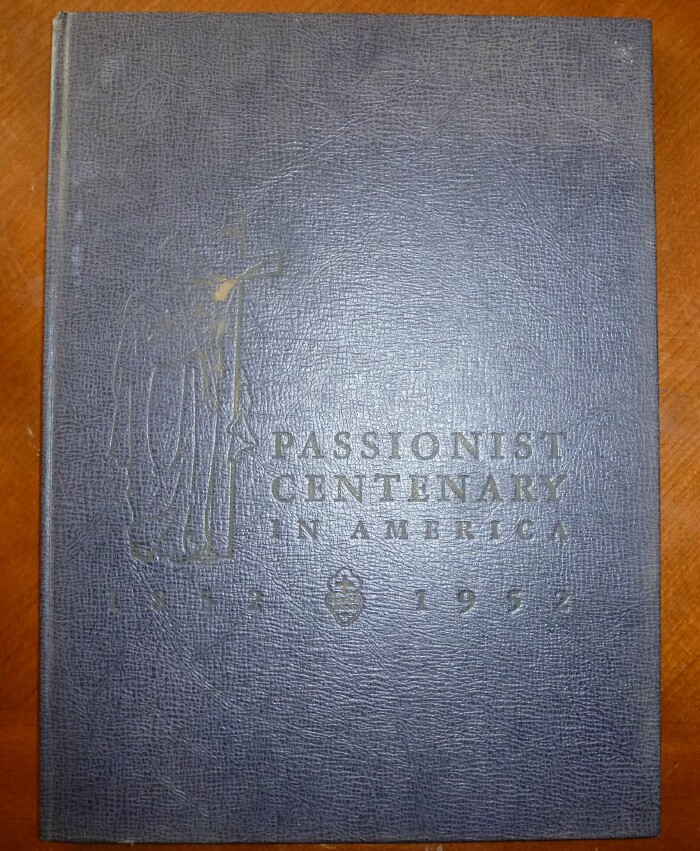 PASSIONIST
CENTENARY
IN AMERICA
1852 1952